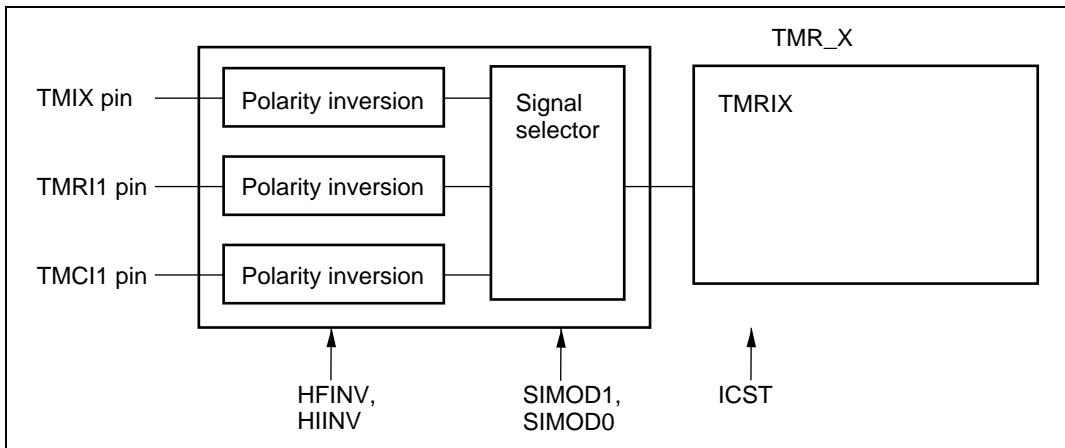 TMR_X
TMIX pin
Polarity inversion
Signal
selector
TMRIX
TMRI1 pin
Polarity inversion
TMCI1 pin
Polarity inversion
HFINV,
HIINV
SIMOD1,
SIMOD0
ICST